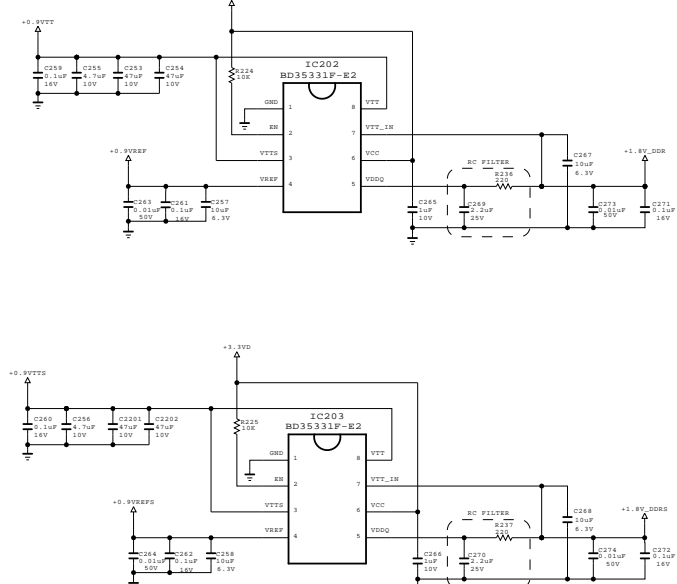 +0.9VTT
C259
0.1uF
16V
C255
4.7uF
10V
C253
47uF
10V
C254
47uF
10V
R224
10K
IC202
BD35331F-E2
GND
1
8
VTT
EN
2
7
VTT_IN
VTTS
3
6
VCC
VREF
4
5
VDDQ
+0.9VREF
C263
0.01uF
50V
C261
0.1uF
16V
C257
10uF
6.3V
RC FILTER
R236
220
C267
10uF
6.3V
+1.8V_DDR
C265
1uF
10V
C269
2.2uF
25V
C273
0.01uF
50V
C271
0.1uF
16V
+3.3VD
+0.9VTTS
C260
0.1uF
16V
C256
4.7uF
10V
C2201
47uF
10V
C2202
47uF
10V
R225
10K
IC203
BD35331F-E2
GND
1
8
VTT
EN
2
7
VTT_IN
VTTS
3
6
VCC
VREF
4
5
VDDQ
+0.9VREFS
C264
0.01uF
50V
C262
0.1uF
16V
C258
10uF
6.3V
RC FILTER
R237
220
C268
10uF
6.3V
+1.8V_DDRS
C266
1uF
10V
C270
2.2uF
25V
C274
0.01uF
50V
C272
0.1uF
16V